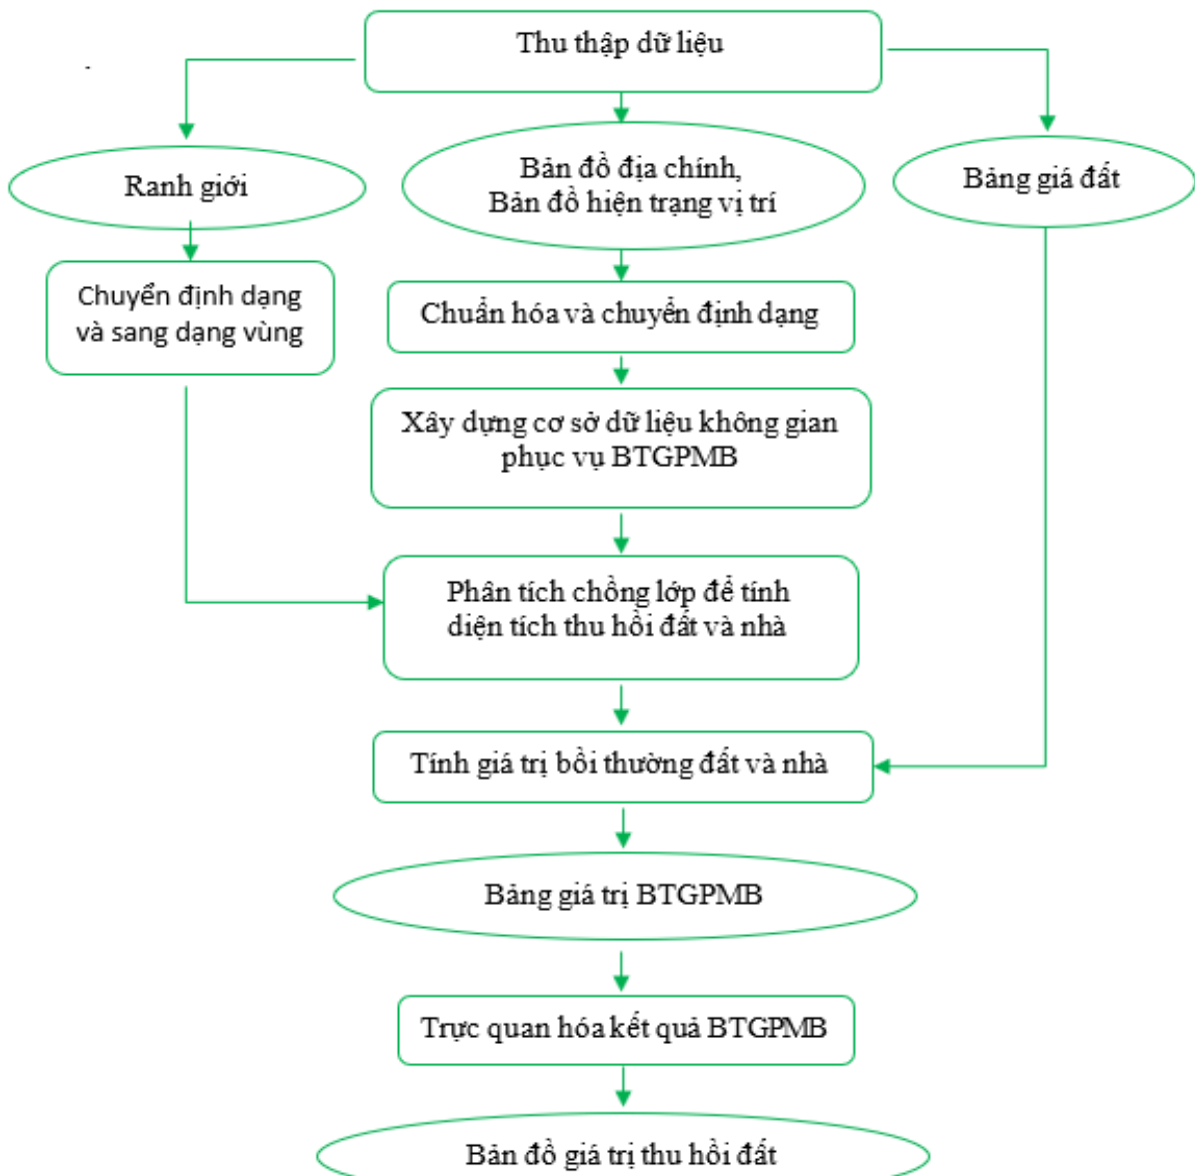 Thu thập dữ liệu
Ranh giới
Bản đồ địa chính,
Bản đồ hiện trạng vị trí
Bảng giá đất
Chuyển định dạng
và sang dạng vùng
Chuẩn hóa và chuyển định dạng
Xây dựng cơ sở dữ liệu không gian
phục vụ BTGPMB
Phân tích chồng lớp để tính
diện tích thu hồi đất và nhà
Tính giá trị bồi thường đất và nhà
Bảng giá trị BTGPMB
Trực quan hóa kết quả BTGPMB
Bản đồ giá trị thu hồi đất